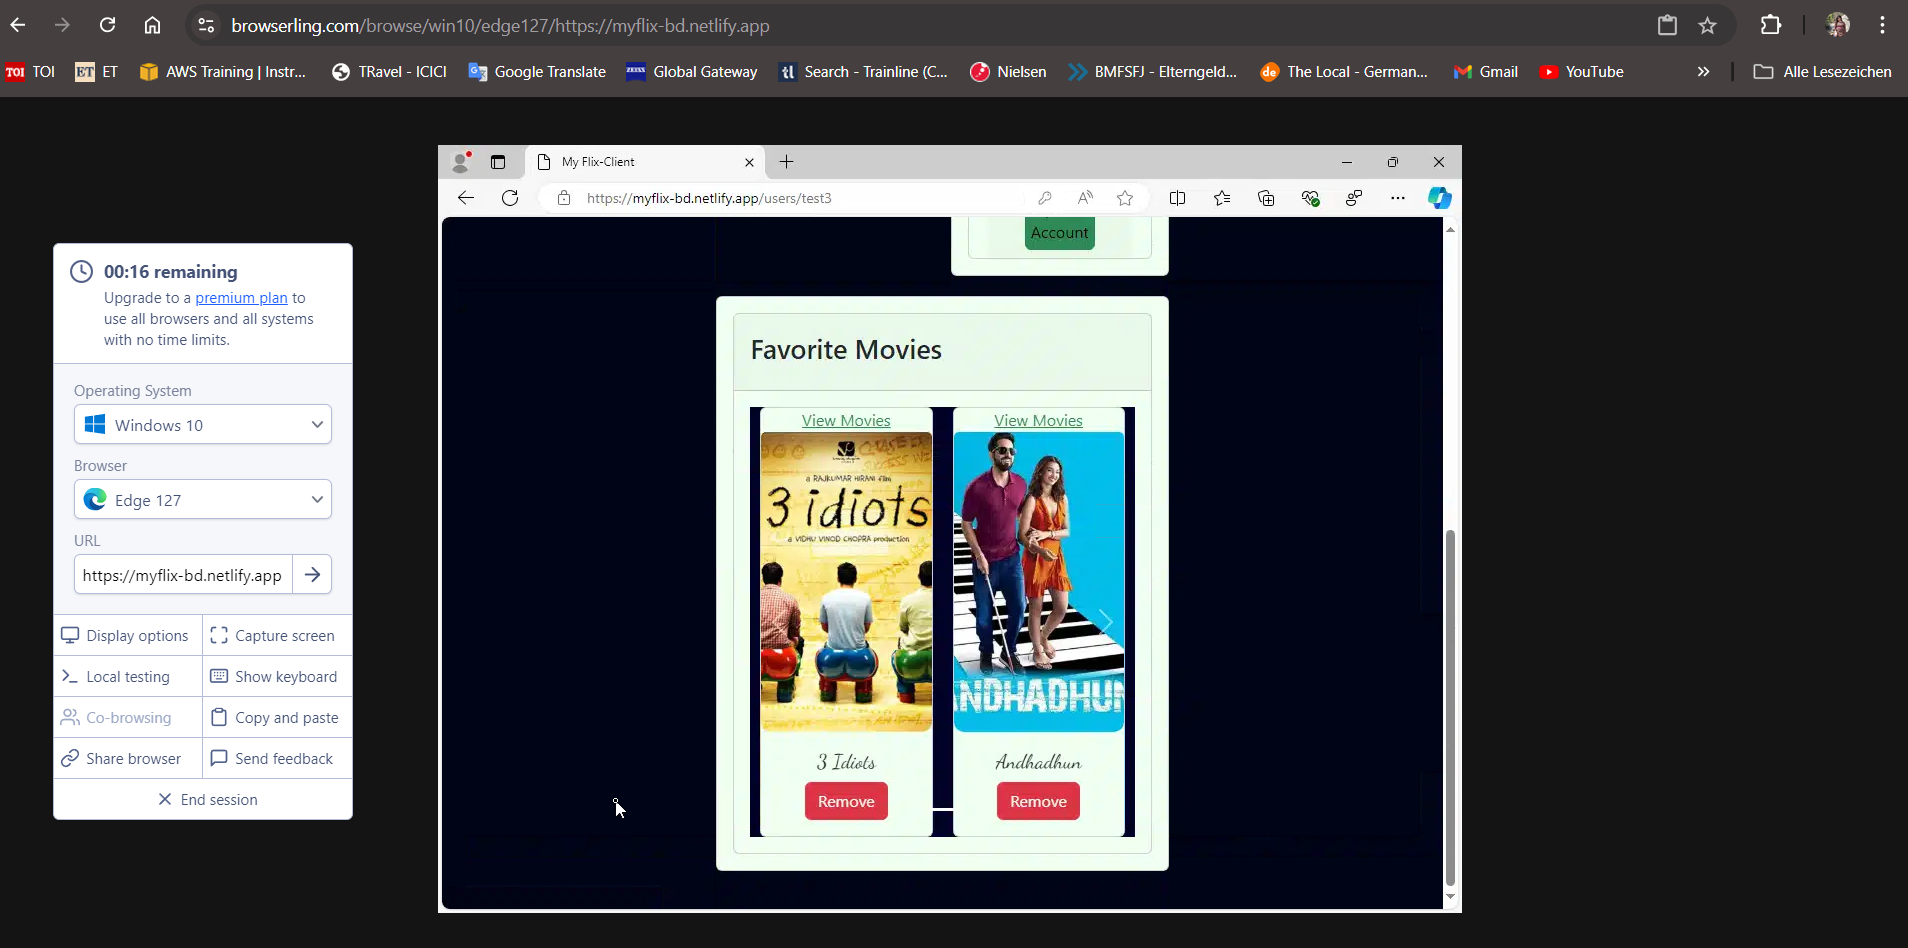 browserling.com/browse/win10/edge127/https://myflix-bd.netlify.app
TOI TOI ET ET AWS Training | Instr... TRavel - ICICI Google Translate ZEISS Global Gateway tl Search - Trainline (C... Nielsen BMFSFJ - Elterngeld... de The Local - German... Gmail YouTube » Alle Lesezeichen
My Flix-Client
https://myflix-bd.netlify.app/users/test3
00:16 remaining
Upgrade to a premium plan to
use all browsers and all systems
with no time limits.
Operating System
Windows 10
Browser
Edge 127
URL
https://myflix-bd.netlify.app
Display options
Capture screen
Local testing
Show keyboard
Co-browsing
Copy and paste
Share browser
Send feedback
End session
Account
Favorite Movies
View Movies
a RAJKUMAR HIRANI film
3 idiots
a VIDHU VINOD CHOPRA production
3 Idiots
Remove
View Movies
NDHADHUN
Andhadhun
Remove